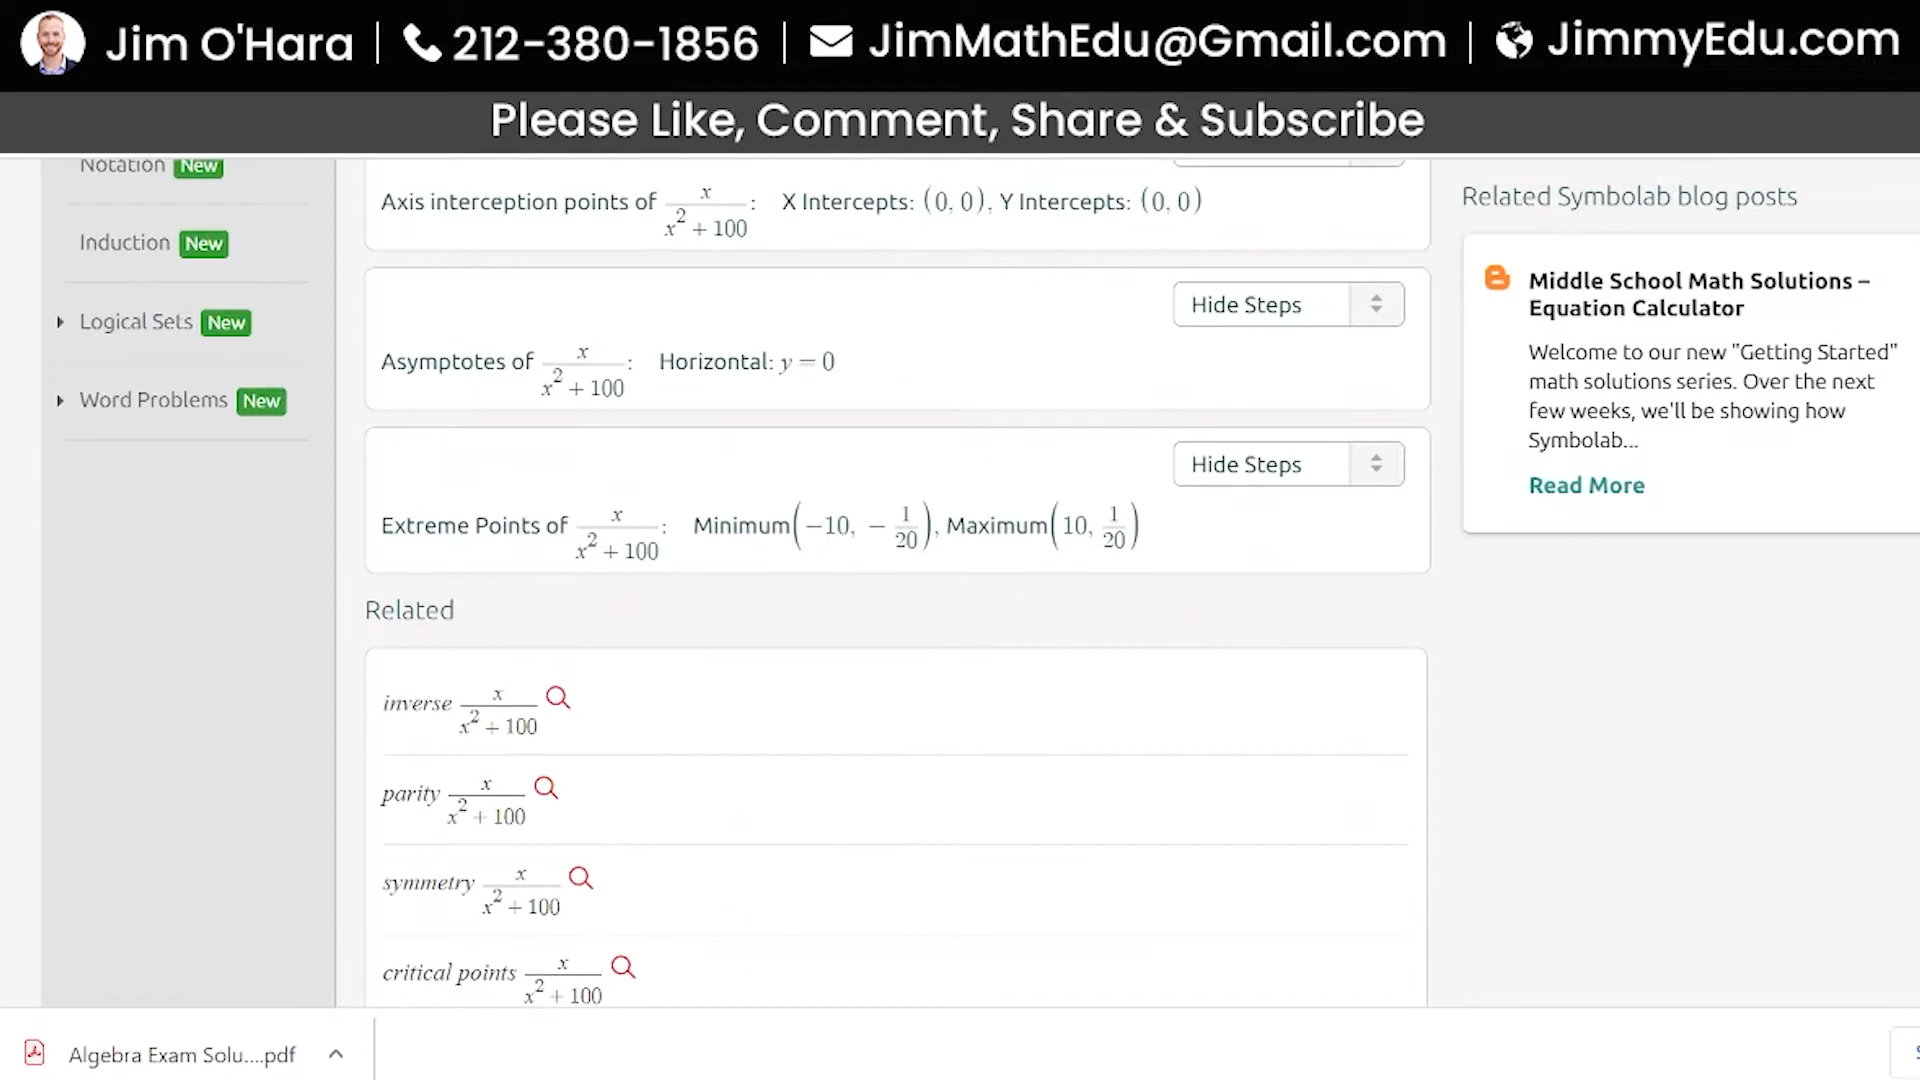 Jim O'Hara | 212-380-1856 | JimMathEdu@Gmail.com | JimmyEdu.com
Please Like, Comment, Share & Subscribe
Notation New
Induction New
Logical Sets New
Word Problems New
Axis interception points of x/(x^2 + 100): X Intercepts: (0, 0), Y Intercepts: (0, 0)
Hide Steps
Asymptotes of x/(x^2 + 100): Horizontal: y = 0
Hide Steps
Extreme Points of x/(x^2 + 100): Minimum(−10, −1/20), Maximum(10, 1/20)
Related
inverse x/(x^2 + 100)
parity x/(x^2 + 100)
symmetry x/(x^2 + 100)
critical points x/(x^2 + 100)
Related Symbolab blog posts
Middle School Math Solutions –
Equation Calculator
Welcome to our new "Getting Started"
math solutions series. Over the next
few weeks, we'll be showing how
Symbolab...
Read More
Algebra Exam Solu....pdf